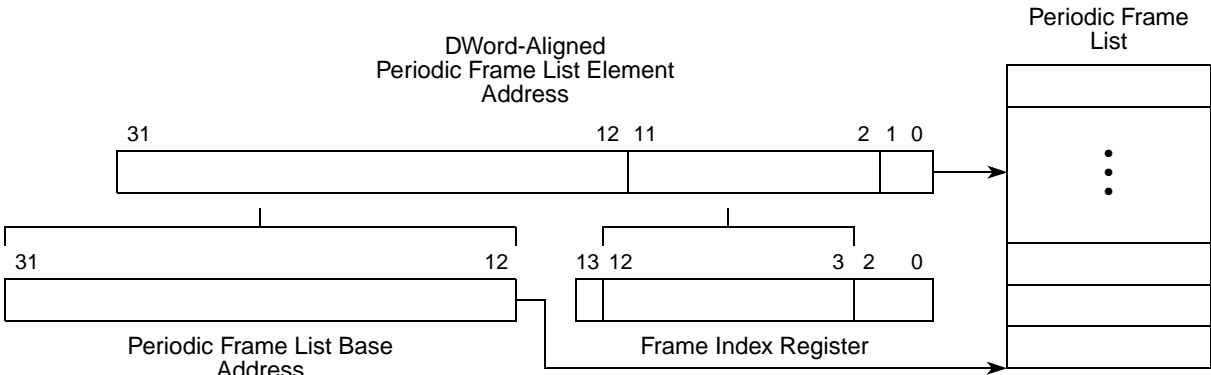 Periodic Frame
List
DWord-Aligned
Periodic Frame List Element
Address
31 12 11 2 1 0
31 12 13 12 3 2 0
Periodic Frame List Base
Address
Frame Index Register